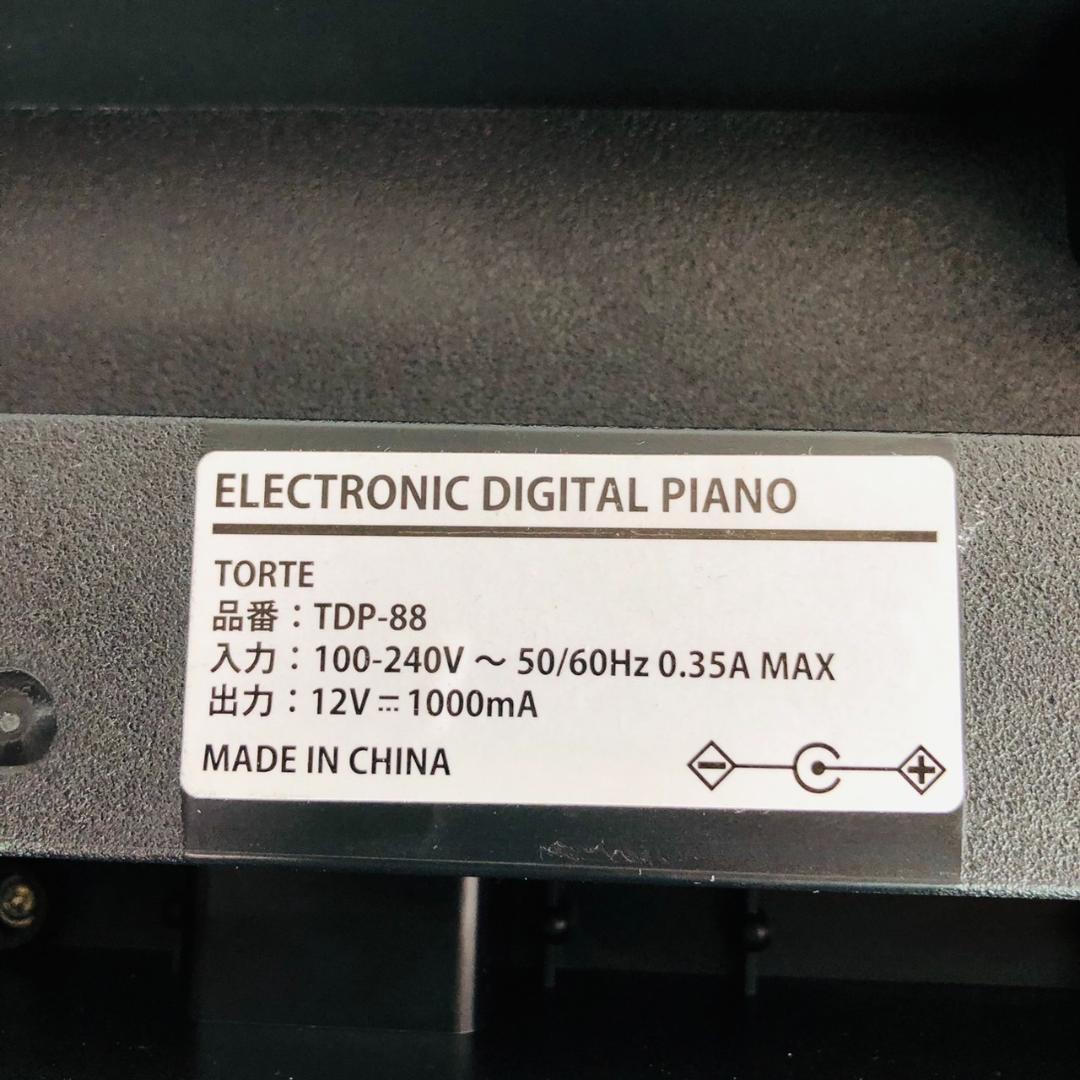 ELECTRONIC DIGITAL PIANO
TORTE
品番：TDP-88
入力：100-240V ～ 50/60Hz 0.35A MAX
出力：12V⎓1000mA
MADE IN CHINA